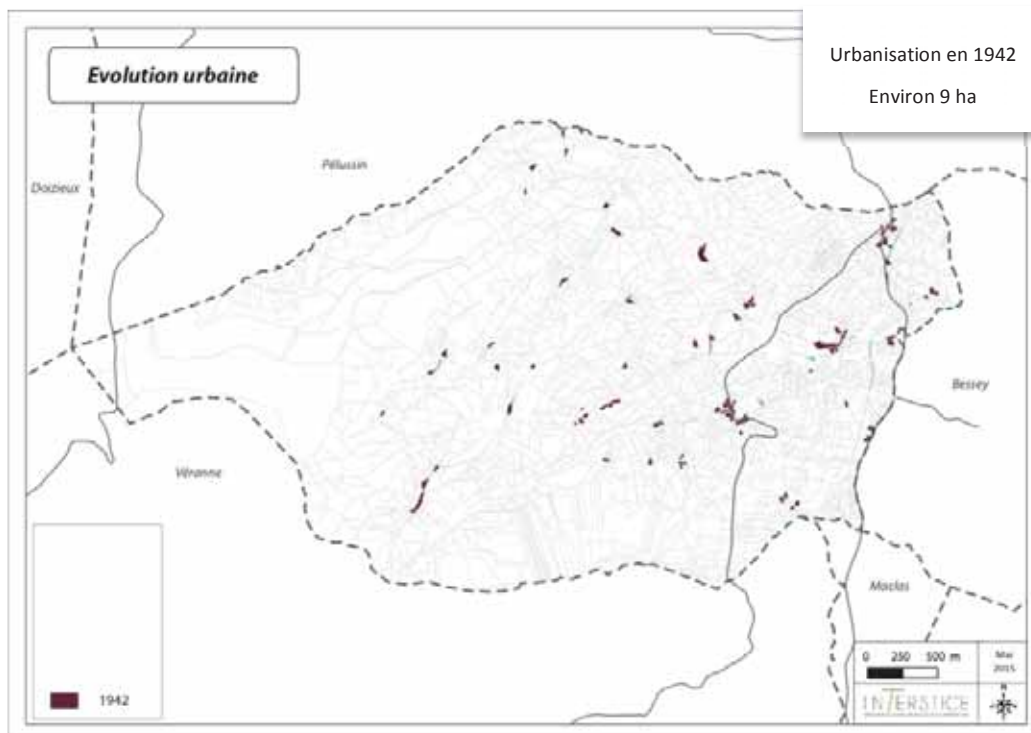 Evolution urbaine
Urbanisation en 1942
Environ 9 ha
Pélussin
Doizieux
Bessey
Véranne
Maclas
0 250 500 m
Mai
2015
N
INTERSTICE
1942